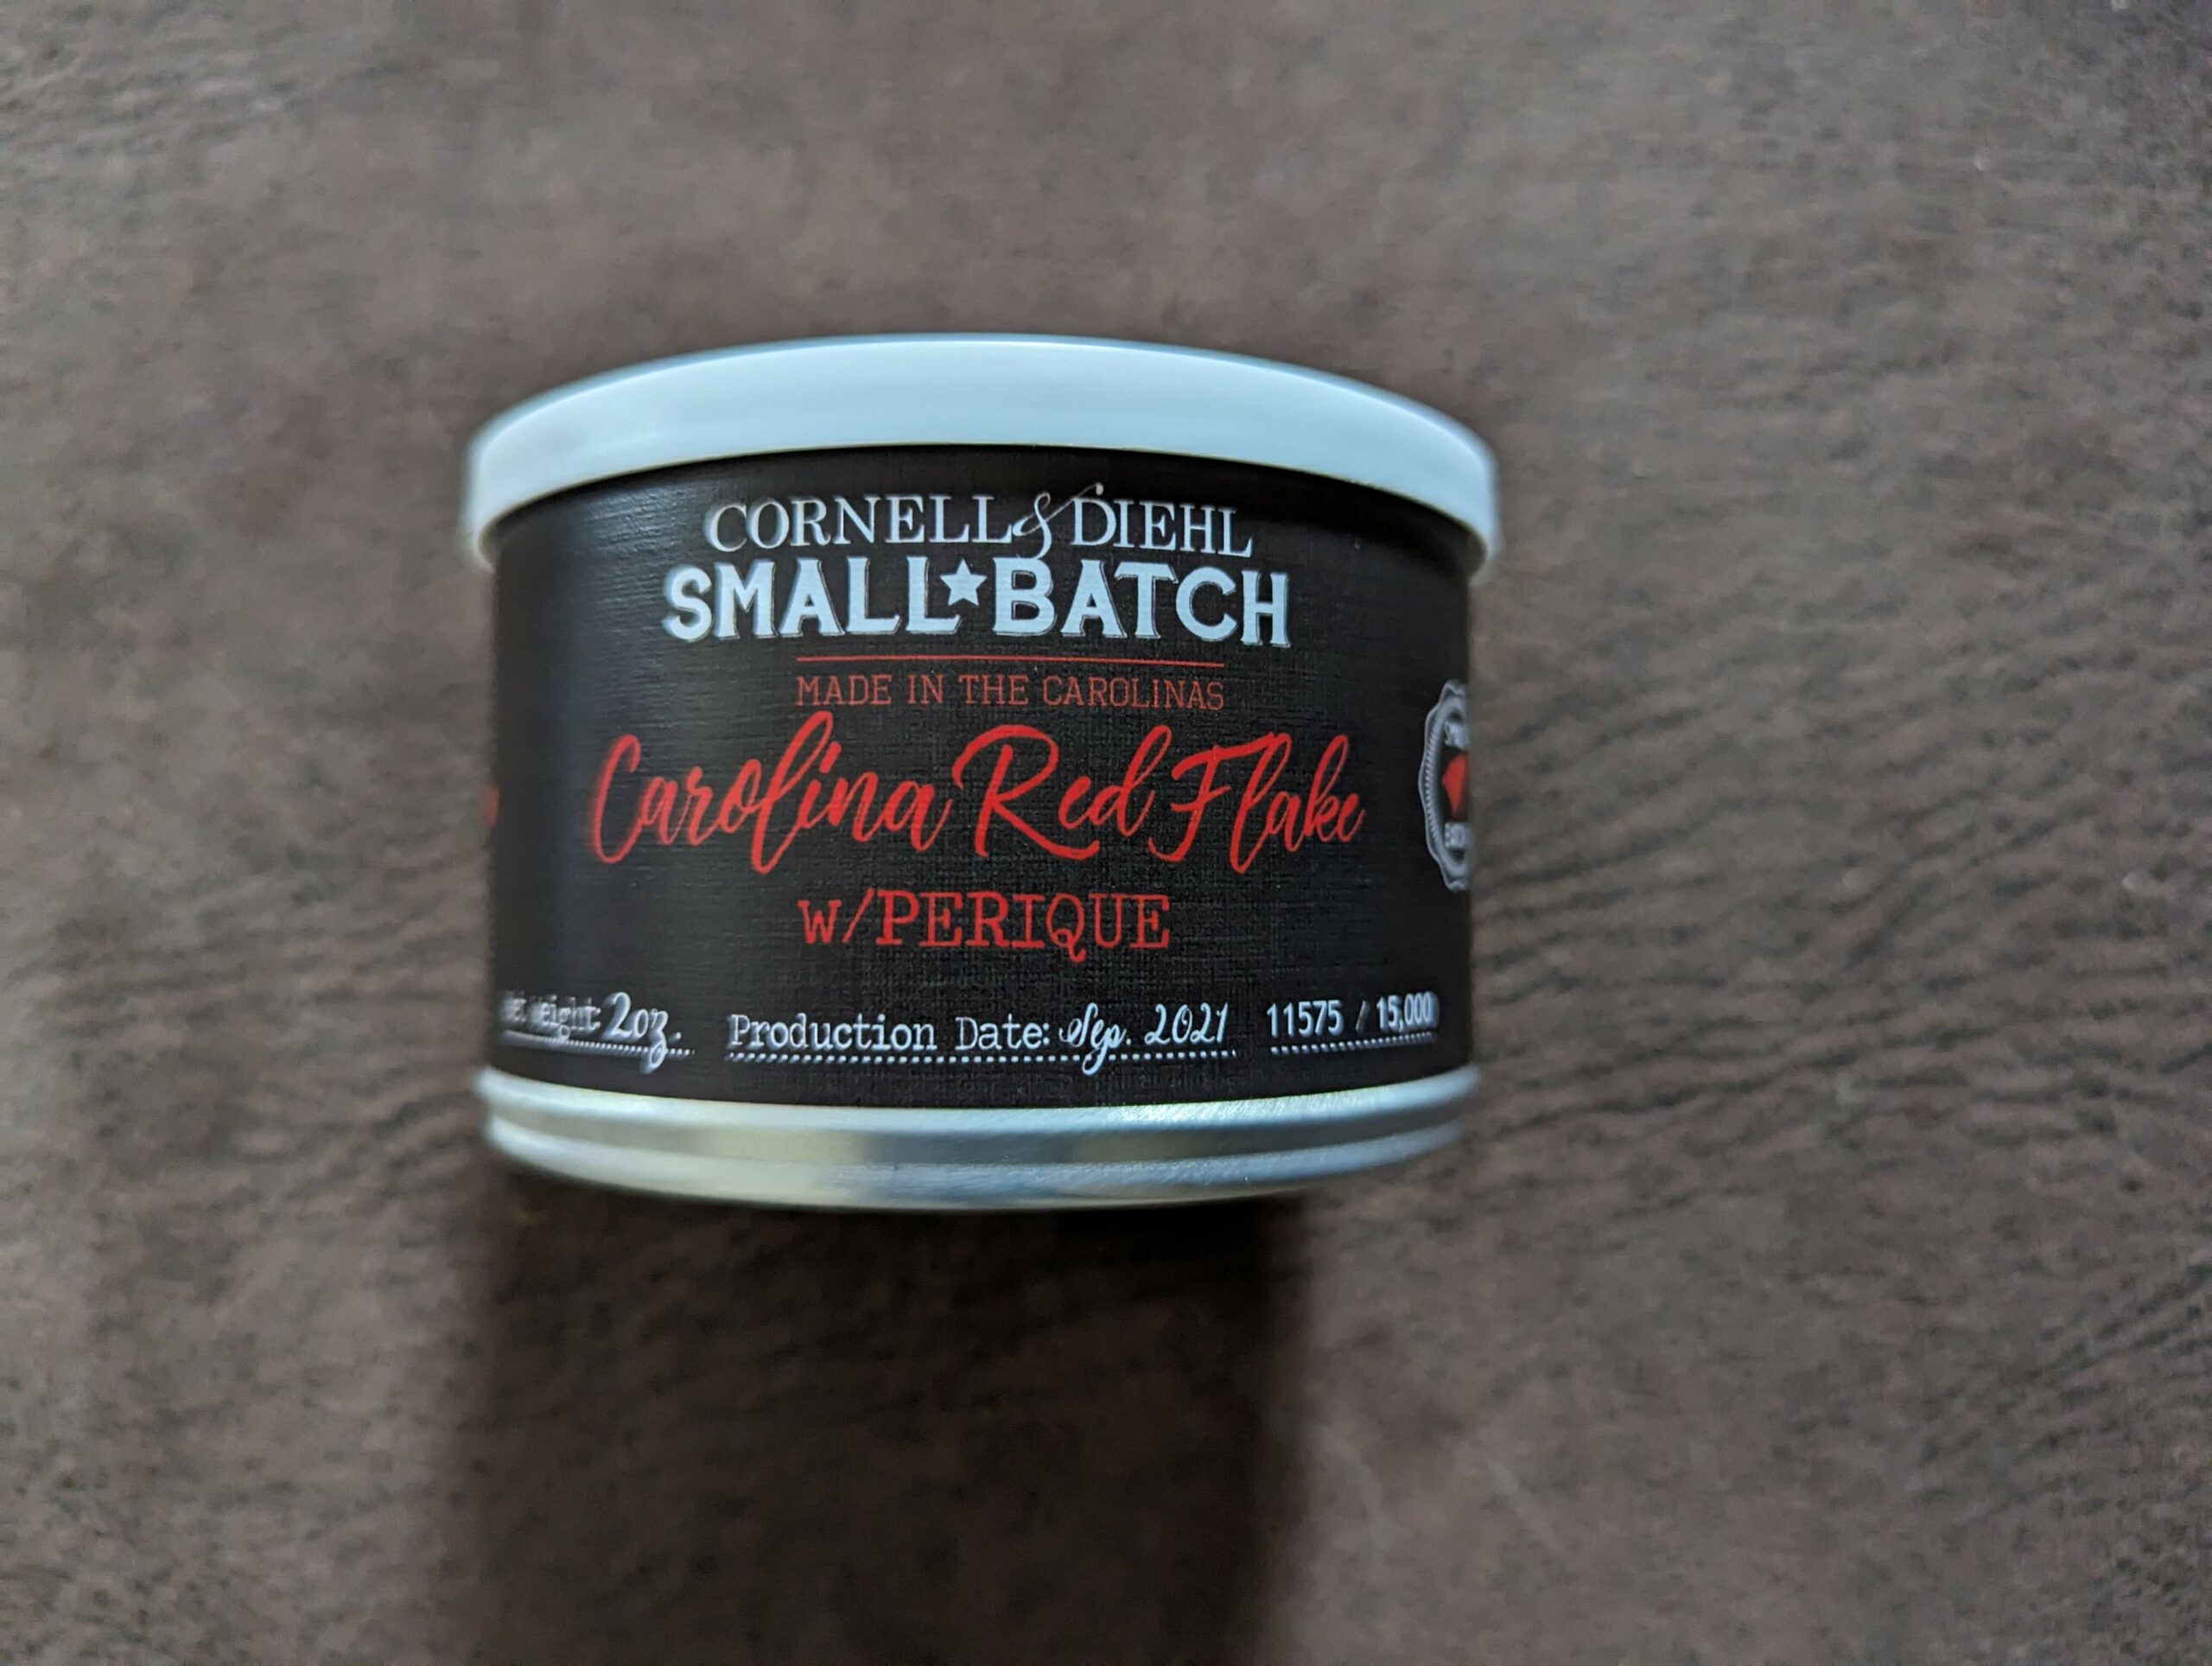 CORNELL & DIEHL
SMALL★BATCH
MADE IN THE CAROLINAS
Carolina Red Flake
w/PERIQUE
Net Weight: 2oz. Production Date: Sep. 2021 11575 / 15,000